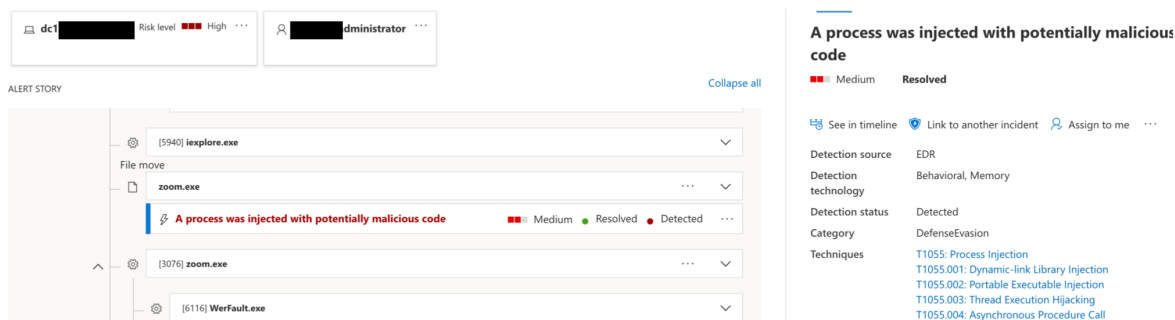 dc1 Risk level High ...
dministrator ...
ALERT STORY
Collapse all
[5940] iexplore.exe
File move
zoom.exe ...
A process was injected with potentially malicious code Medium Resolved Detected ...
[3076] zoom.exe ...
[6116] WerFault.exe
A process was injected with potentially malicious
code
Medium Resolved
See in timeline Link to another incident Assign to me ...
Detection source EDR
Detection technology Behavioral, Memory
Detection status Detected
Category DefenseEvasion
Techniques T1055: Process Injection
T1055.001: Dynamic-link Library Injection
T1055.002: Portable Executable Injection
T1055.003: Thread Execution Hijacking
T1055.004: Asynchronous Procedure Call